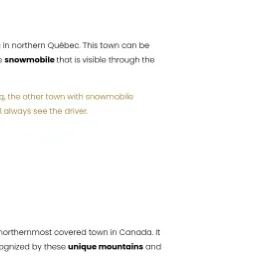 in northern Québec. This town can be
snowmobile that is visible through the
the other town with snowmobile
always see the driver.
northernmost covered town in Canada. It
ognized by these unique mountains and